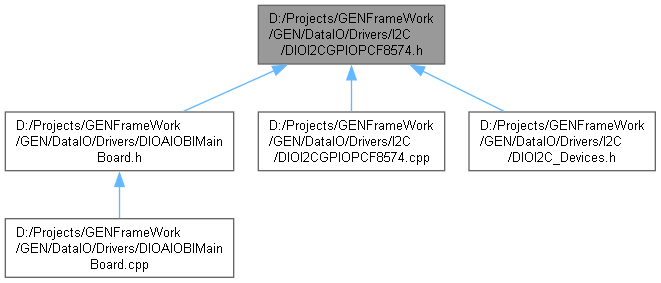 D:/Projects/GENFrameWork
/GEN/DataIO/Drivers/I2C
/DIOI2CGPIOPCF8574.h
D:/Projects/GENFrameWork
/GEN/DataIO/Drivers/DIOAIOBIMain
Board.h
D:/Projects/GENFrameWork
/GEN/DataIO/Drivers/I2C
/DIOI2CGPIOPCF8574.cpp
D:/Projects/GENFrameWork
/GEN/DataIO/Drivers/I2C
/DIOI2C_Devices.h
D:/Projects/GENFrameWork
/GEN/DataIO/Drivers/DIOAIOBIMain
Board.cpp